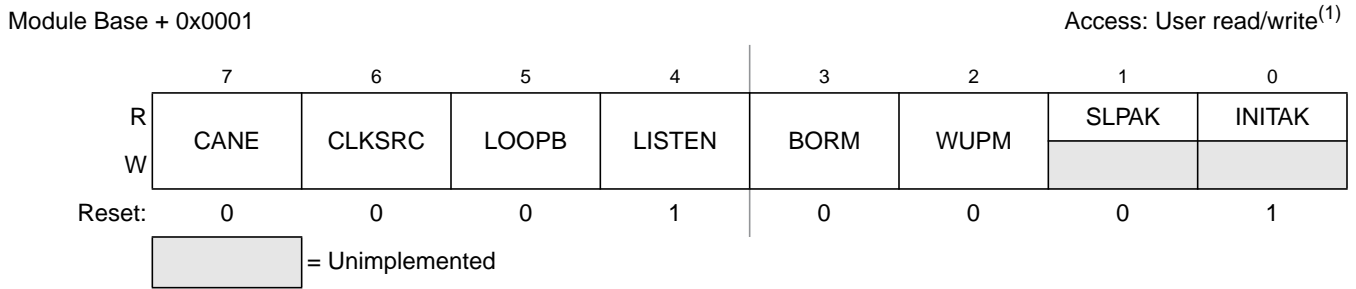 Module Base + 0x0001 Access: User read/write(1)
7 6 5 4 3 2 1 0
R SLPAK INITAK
CANE CLKSRC LOOPB LISTEN BORM WUPM
W
Reset: 0 0 0 1 0 0 0 1
= Unimplemented